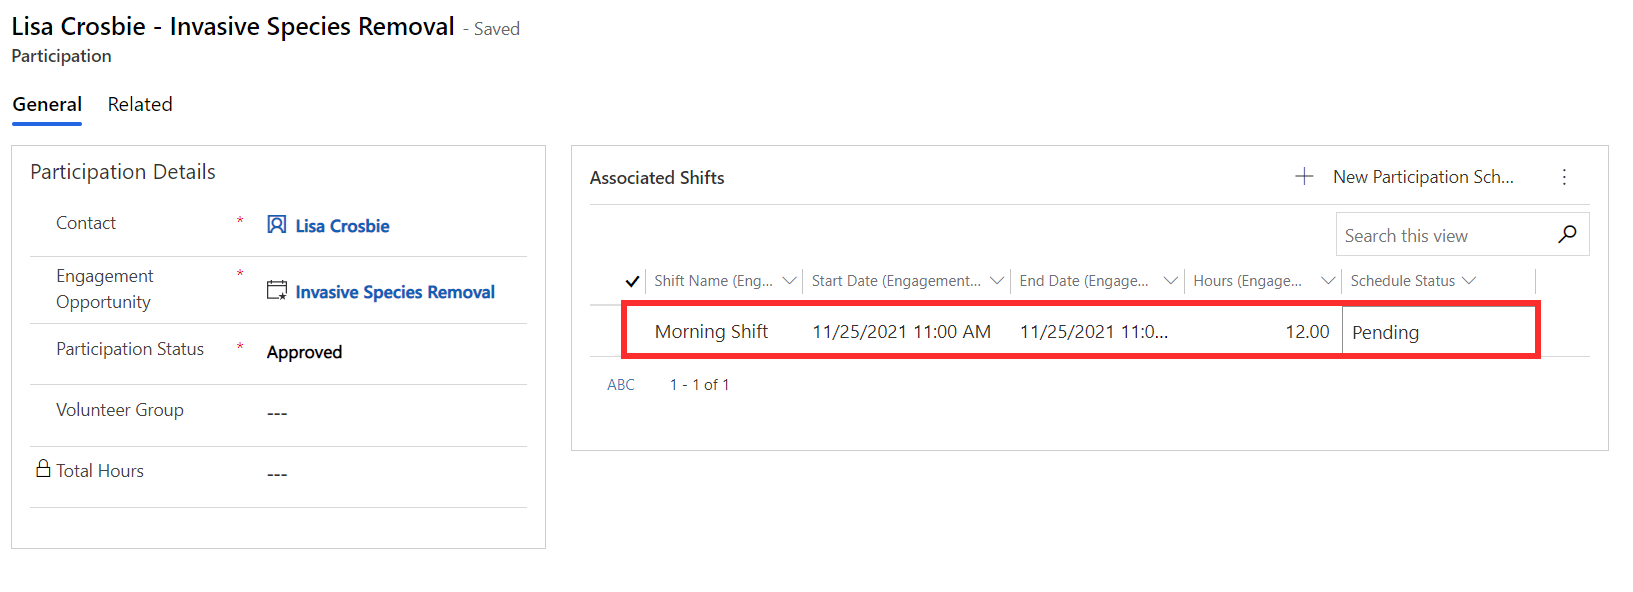 Lisa Crosbie - Invasive Species Removal - Saved
Participation
General Related
Participation Details
Contact * Lisa Crosbie
Engagement Opportunity * Invasive Species Removal
Participation Status * Approved
Volunteer Group ---
Total Hours ---
Associated Shifts
New Participation Sch...
Search this view
Shift Name (Eng... Start Date (Engagement... End Date (Engage... Hours (Engage... Schedule Status
Morning Shift 11/25/2021 11:00 AM 11/25/2021 11:0... 12.00 Pending
ABC 1 - 1 of 1